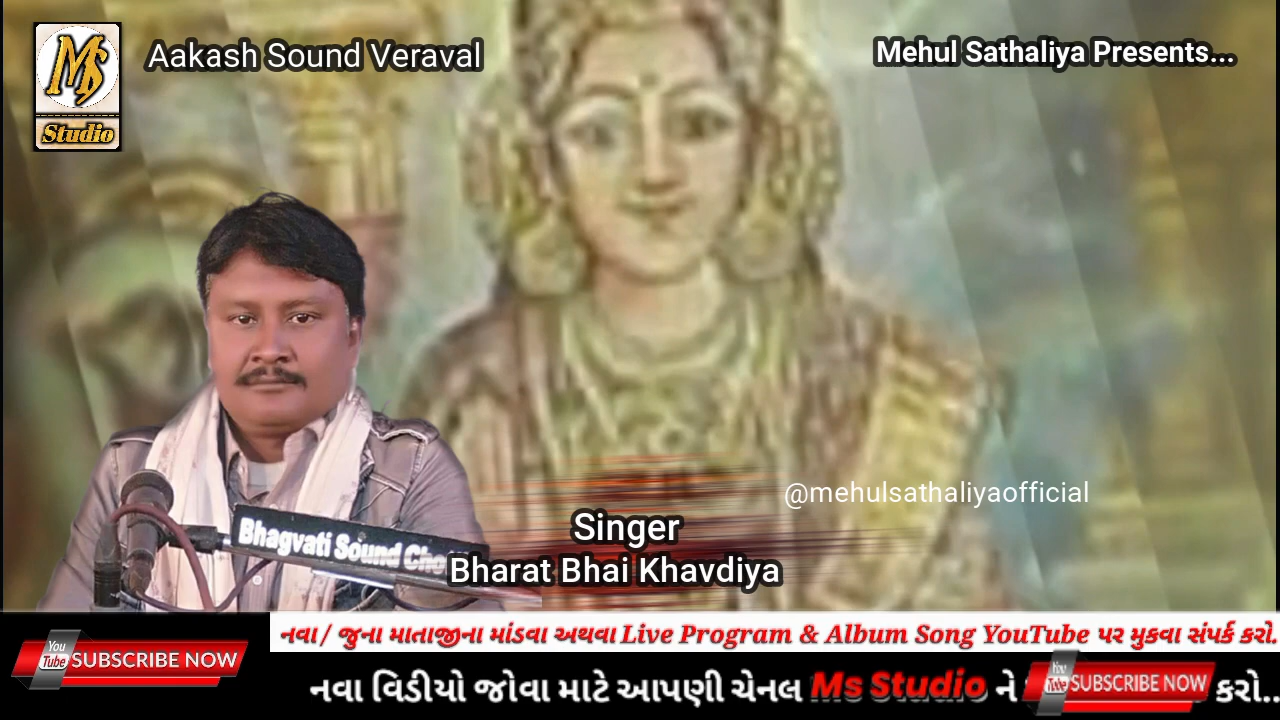 Ms
Studio
Aakash Sound Veraval
Mehul Sathaliya Presents...
@mehulsathaliyaofficial
Bhagvati Sound
Singer
Bharat Bhai Khavdiya
નવા / જુના માતાજીના માંડવા અથવા Live Program & Album Song YouTube પર મુકવા સંપર્ક કરો.
You
Tube
SUBSCRIBE NOW
નવા વિડીયો જોવા માટે આપણી ચેનલ Ms Studio ને
You
Tube
SUBSCRIBE NOW
કરો..